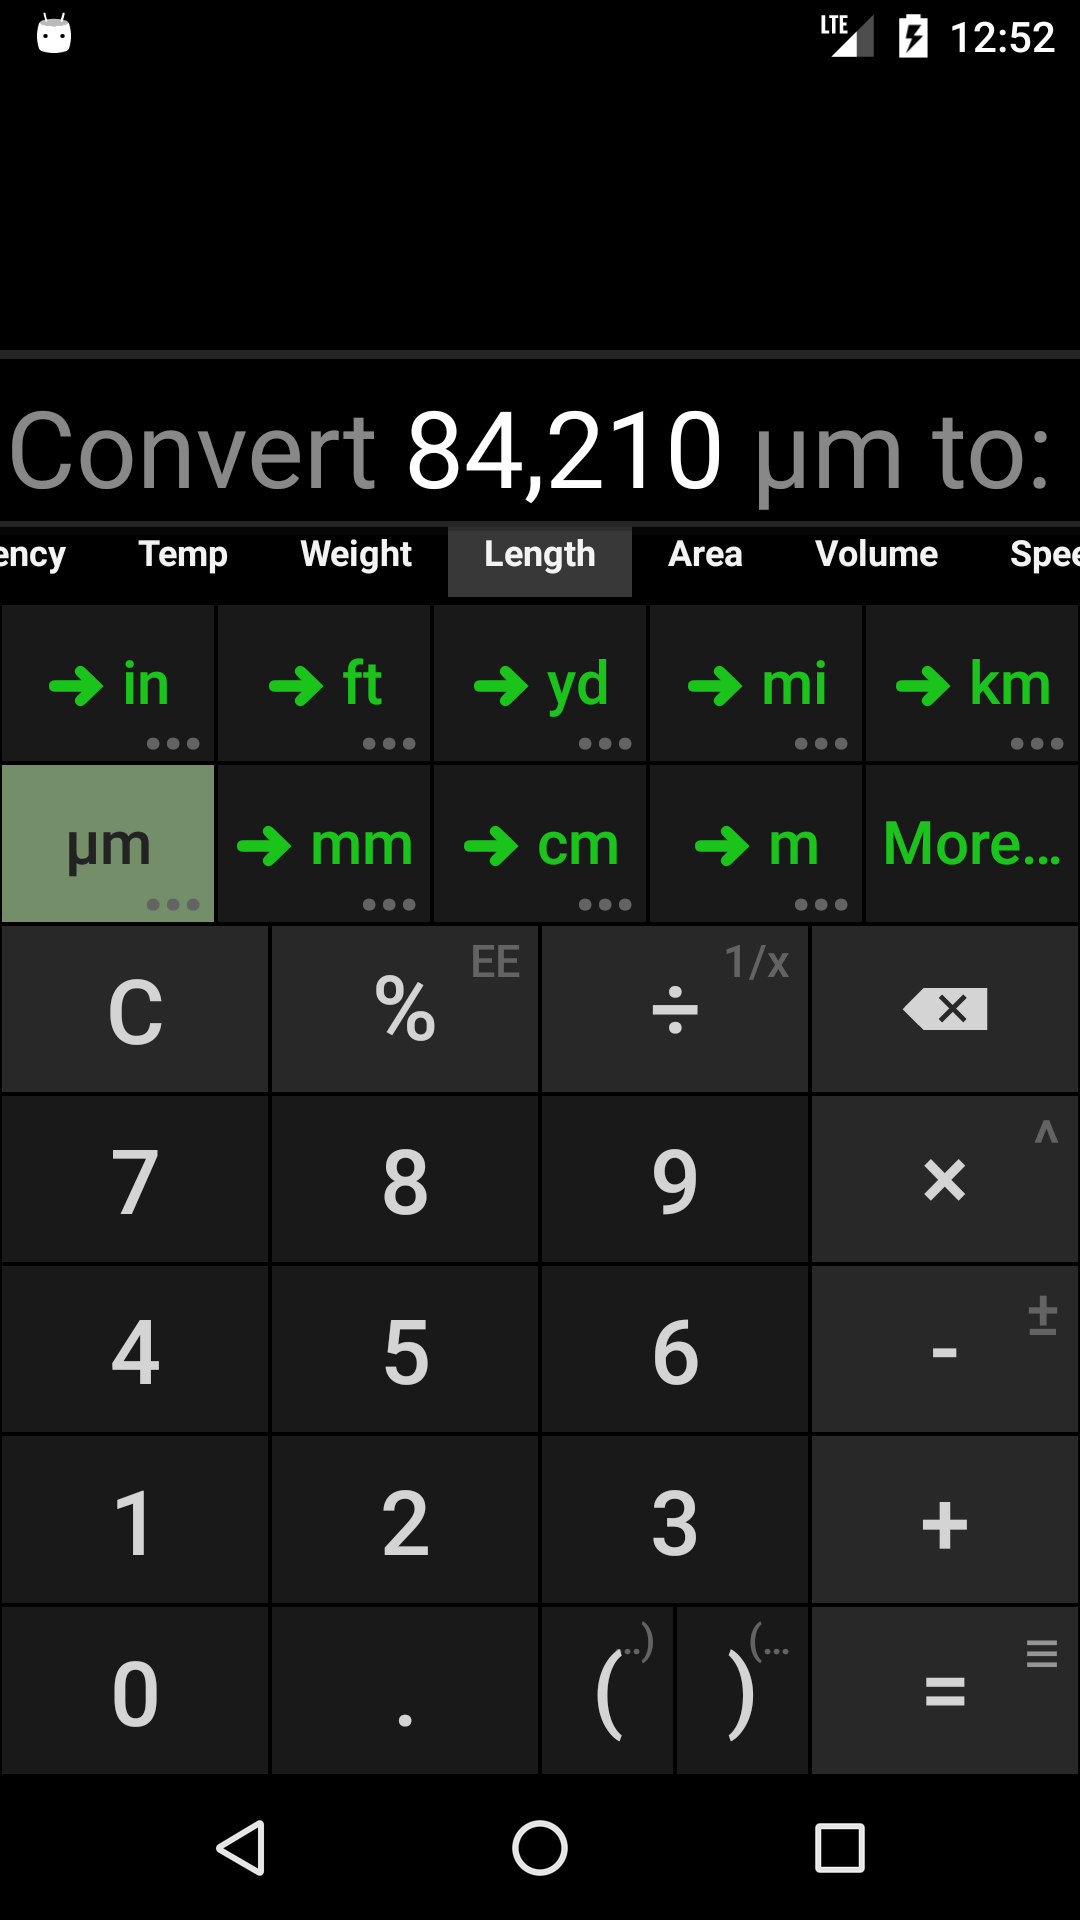 LTE 12:52
Convert 84,210 µm to:
ency Temp Weight Length Area Volume Spee
in ft yd mi km
µm mm cm m More...
C % EE ÷ 1/x
7 8 9 × ^
4 5 6 - ±
1 2 3 +
0 . ( ..) ) (... =